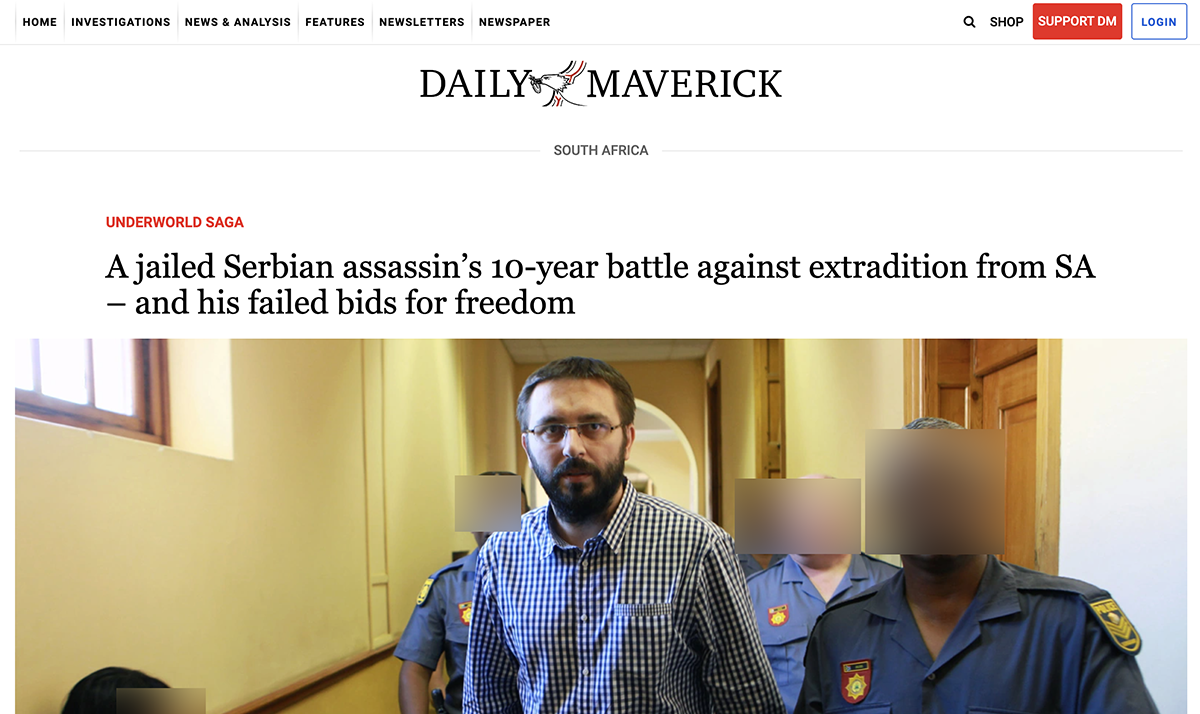 HOME INVESTIGATIONS NEWS & ANALYSIS FEATURES NEWSLETTERS NEWSPAPER SHOP SUPPORT DM LOGIN
DAILY MAVERICK
SOUTH AFRICA
UNDERWORLD SAGA
A jailed Serbian assassin’s 10-year battle against extradition from SA
– and his failed bids for freedom
POLICE